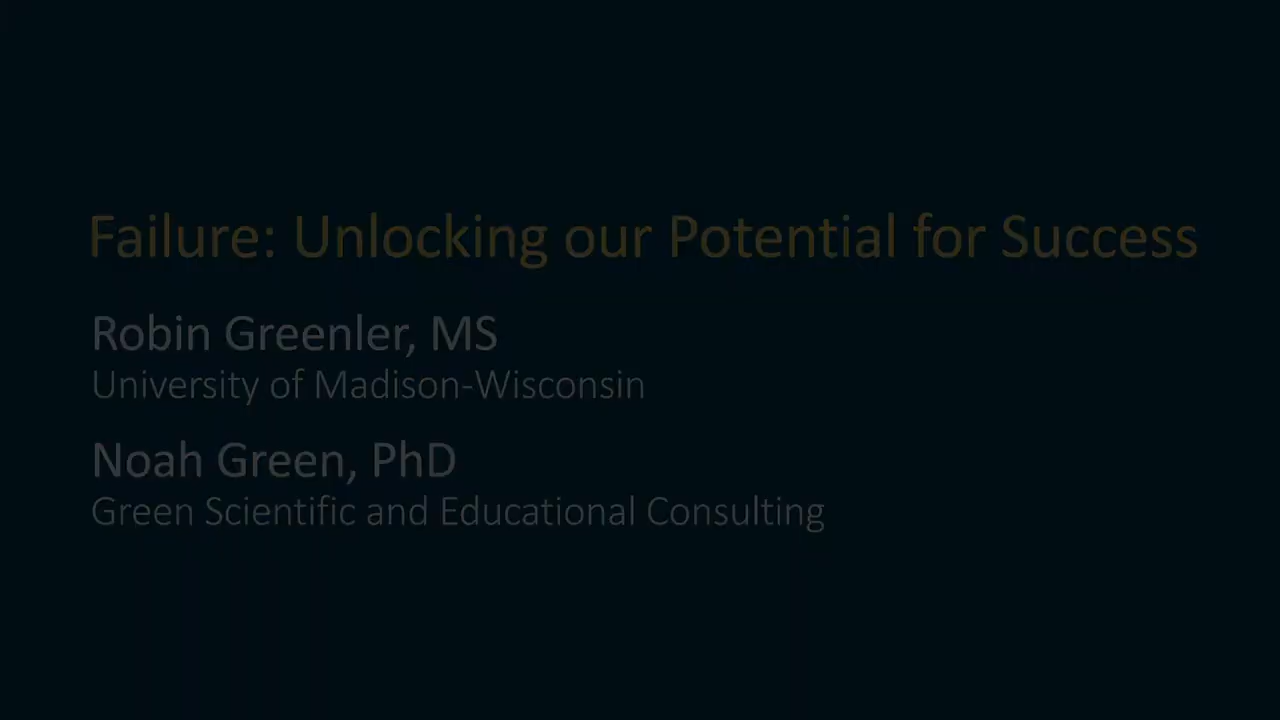 Failure: Unlocking our Potential for Success
Robin Greenler, MS
University of Madison-Wisconsin
Noah Green, PhD
Green Scientific and Educational Consulting